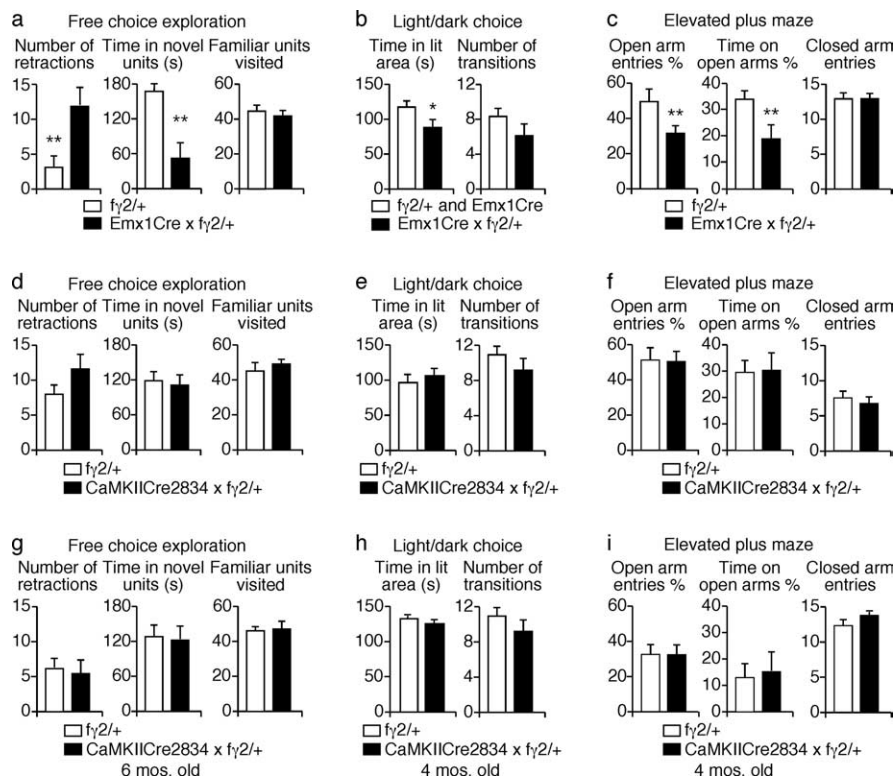 a Free choice exploration
Number of retractions
Time in novel units (s)
Familiar units visited
15
10
5
0
180
120
60
0
60
40
20
0
**
**
fγ2/+
Emx1Cre x fγ2/+
b Light/dark choice
Time in lit area (s)
Number of transitions
150
100
50
0
12
8
4
0
*
fγ2/+ and Emx1Cre
Emx1Cre x fγ2/+
c Elevated plus maze
Open arm entries %
Time on open arms %
Closed arm entries
60
40
20
0
40
30
20
10
0
15
10
5
0
**
**
fγ2/+
Emx1Cre x fγ2/+
d Free choice exploration
Number of retractions
Time in novel units (s)
Familiar units visited
15
10
5
0
180
120
60
0
60
40
20
0
fγ2/+
CaMKIICre2834 x fγ2/+
e Light/dark choice
Time in lit area (s)
Number of transitions
150
100
50
0
12
8
4
0
fγ2/+
CaMKIICre2834 x fγ2/+
f Elevated plus maze
Open arm entries %
Time on open arms %
Closed arm entries
60
40
20
0
40
30
20
10
0
15
10
5
0
fγ2/+
CaMKIICre2834 x fγ2/+
g Free choice exploration
Number of retractions
Time in novel units (s)
Familiar units visited
15
10
5
0
180
120
60
0
60
40
20
0
fγ2/+
CaMKIICre2834 x fγ2/+
6 mos. old
h Light/dark choice
Time in lit area (s)
Number of transitions
150
100
50
0
12
8
4
0
fγ2/+
CaMKIICre2834 x fγ2/+
4 mos. old
i Elevated plus maze
Open arm entries %
Time on open arms %
Closed arm entries
60
40
20
0
40
30
20
10
0
15
10
5
0
fγ2/+
CaMKIICre2834 x fγ2/+
4 mos. old